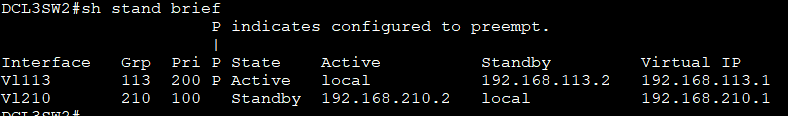 DCL3SW2#sh stand brief
                     P indicates configured to preempt.
                     |
Interface   Grp  Pri P State   Active          Standby         Virtual IP
Vl113       113  200 P Active  local           192.168.113.2   192.168.113.1
Vl210       210  100   Standby 192.168.210.2   local           192.168.210.1
DCL3SW2#